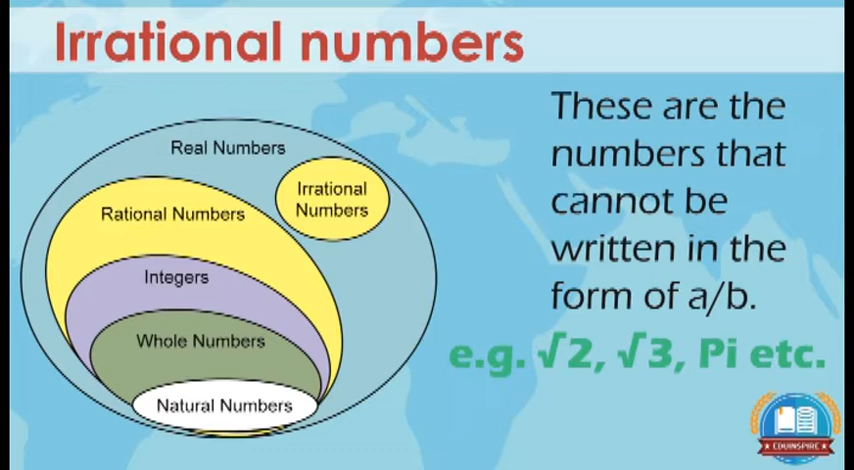 Irrational numbers
Real Numbers
Irrational
Numbers
Rational Numbers
Integers
Whole Numbers
Natural Numbers
These are the
numbers that
cannot be
written in the
form of a/b.
e.g. √2, √3, Pi etc.
EDUINSPIRE